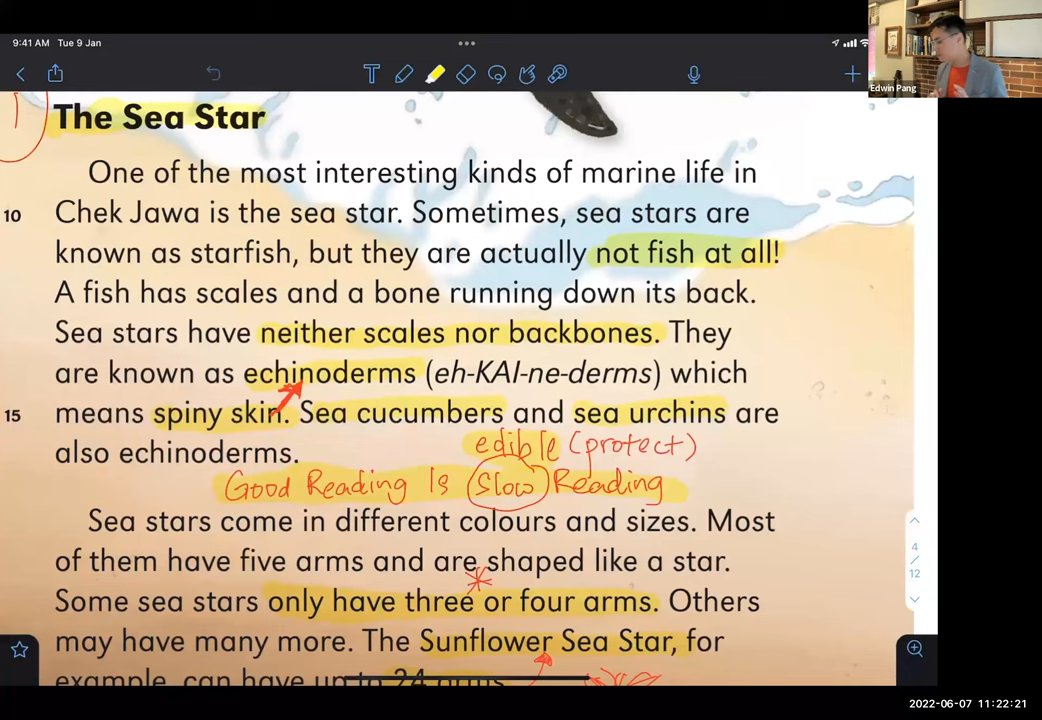 9:41 AM Tue 9 Jan
Edwin Pang
The Sea Star
One of the most interesting kinds of marine life in
10 Chek Jawa is the sea star. Sometimes, sea stars are
known as starfish, but they are actually not fish at all!
A fish has scales and a bone running down its back.
Sea stars have neither scales nor backbones. They
are known as echinoderms (eh-KAI-ne-derms) which
15 means spiny skin. Sea cucumbers and sea urchins are
also echinoderms.
edible (protect)
Good Reading Is Slow Reading
Sea stars come in different colours and sizes. Most
of them have five arms and are shaped like a star.
Some sea stars only have three or four arms. Others
may have many more. The Sunflower Sea Star, for
example, can have up to 24 arms.
4
/
12
2022-06-07 11:22:21